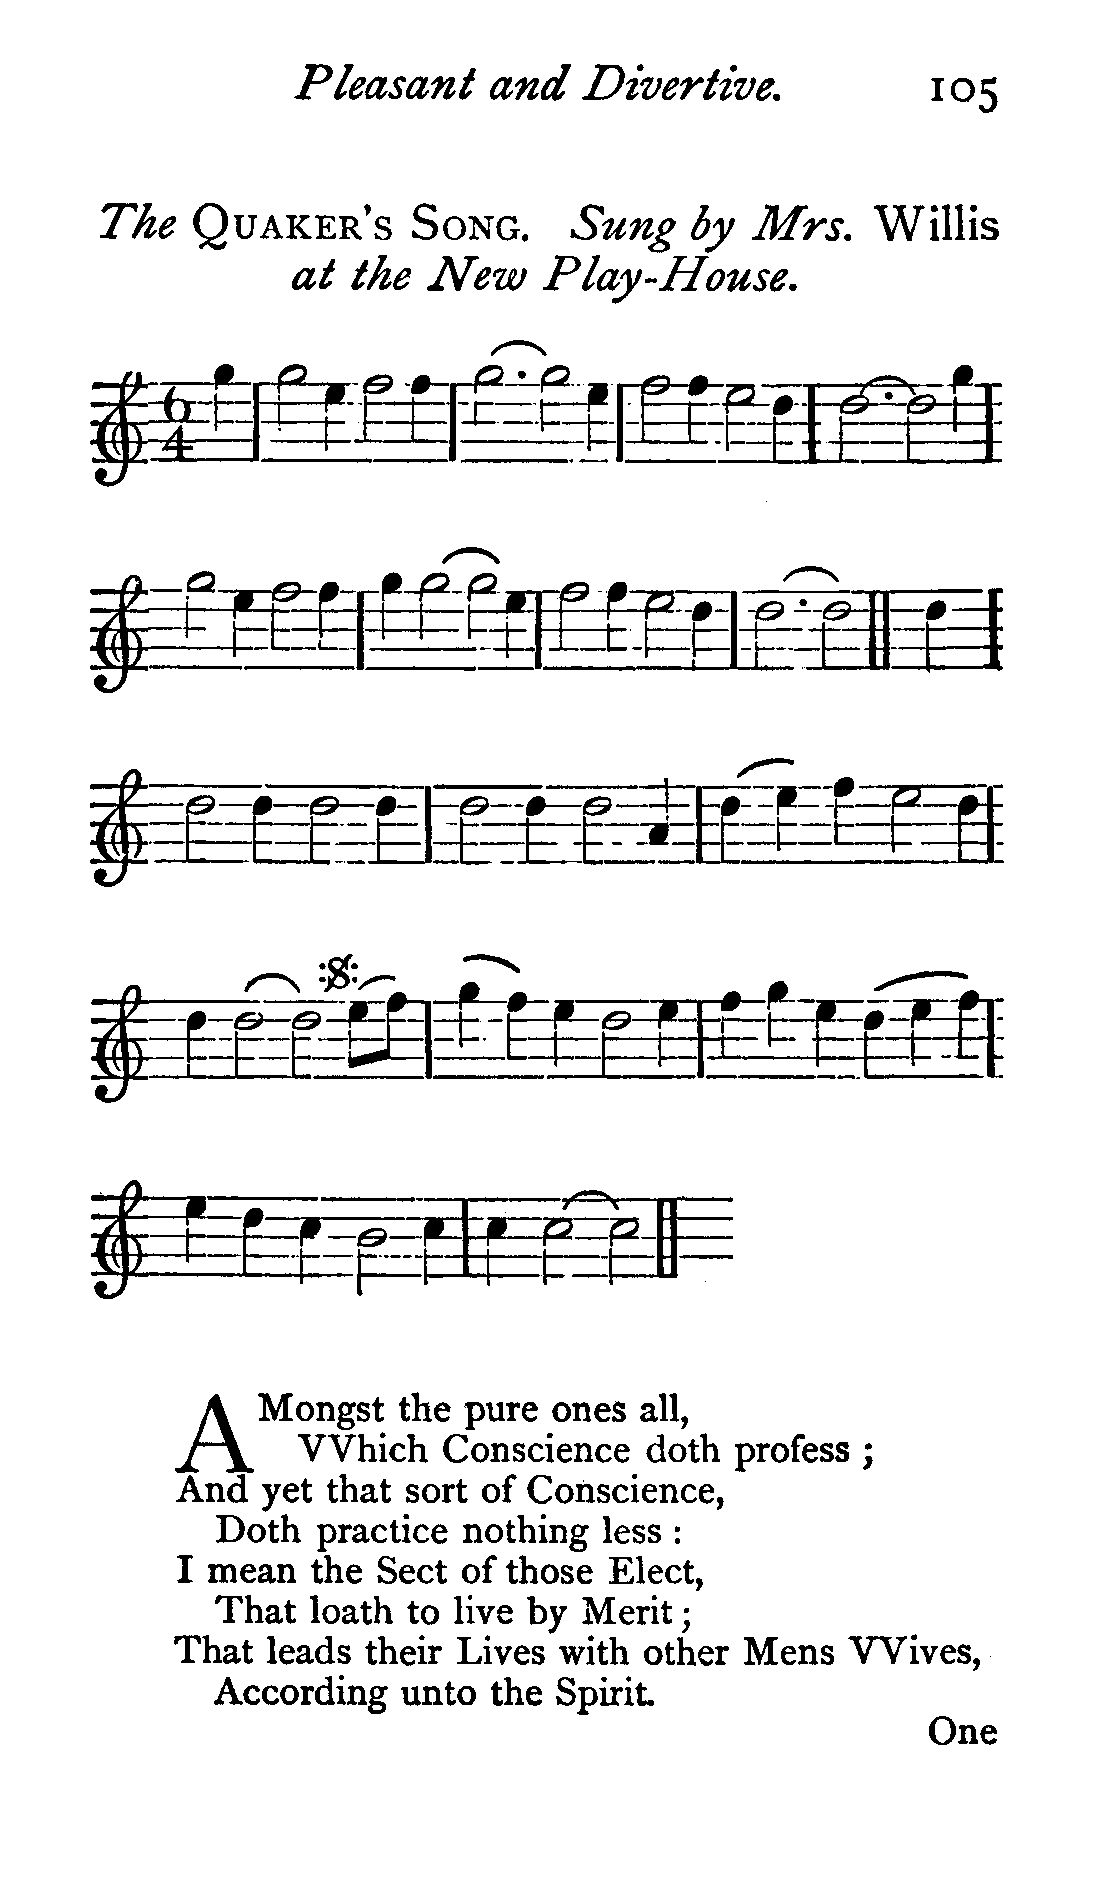 Pleasant and Divertive. 105
The QUAKER'S SONG. Sung by Mrs. Willis
at the New Play-House.
6
4
:S:
AMongst the pure ones all,
VVhich Conscience doth profess ;
And yet that sort of Conscience,
Doth practice nothing less :
I mean the Sect of those Elect,
That loath to live by Merit ;
That leads their Lives with other Mens VVives,
According unto the Spirit.
One